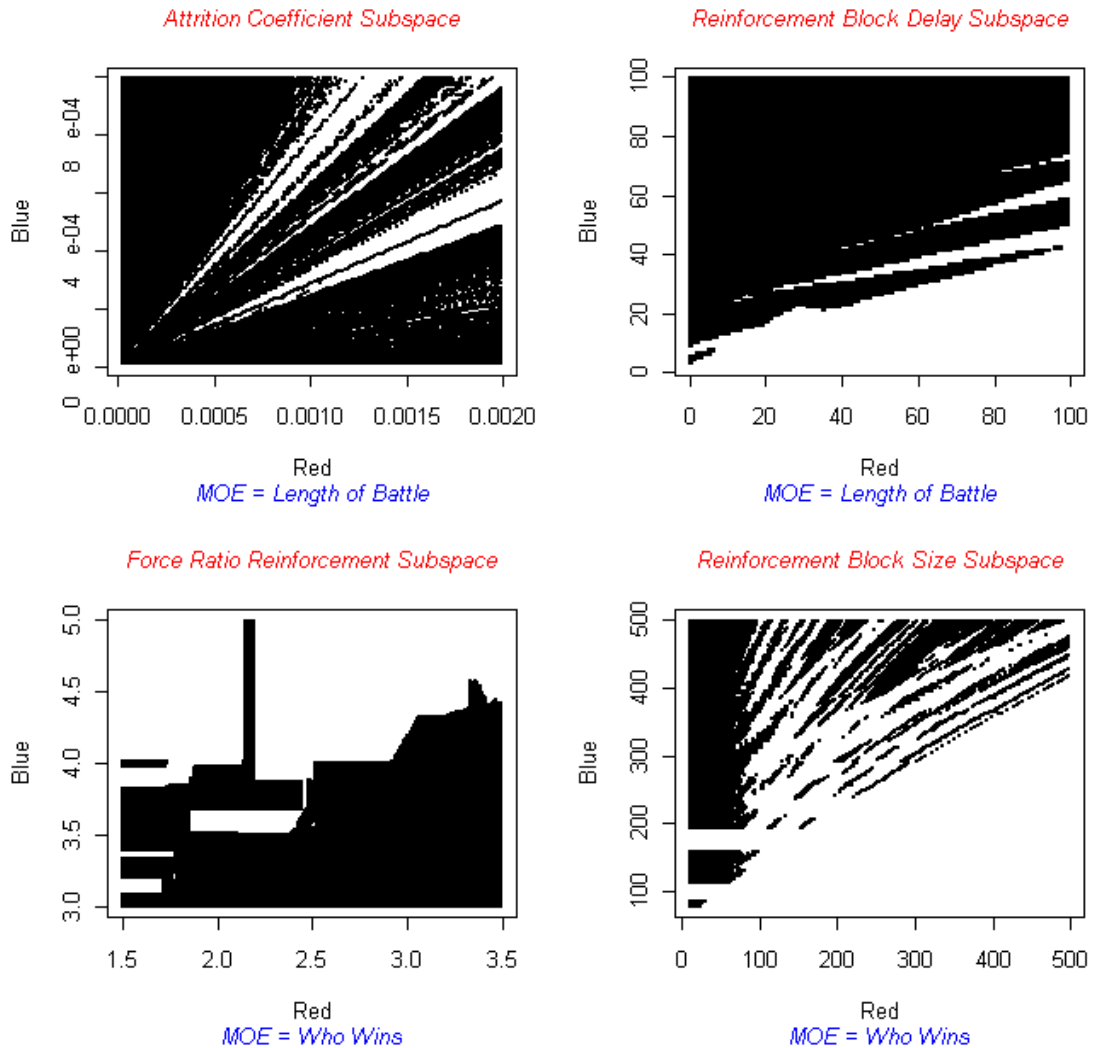 Attrition Coefficient Subspace
Blue
0 e+00 4 e-04 8 e-04
0.0000 0.0005 0.0010 0.0015 0.0020
Red
MOE = Length of Battle
Reinforcement Block Delay Subspace
Blue
0 20 40 60 80 100
0 20 40 60 80 100
Red
MOE = Length of Battle
Force Ratio Reinforcement Subspace
Blue
3.0 3.5 4.0 4.5 5.0
1.5 2.0 2.5 3.0 3.5
Red
MOE = Who Wins
Reinforcement Block Size Subspace
Blue
100 200 300 400 500
0 100 200 300 400 500
Red
MOE = Who Wins